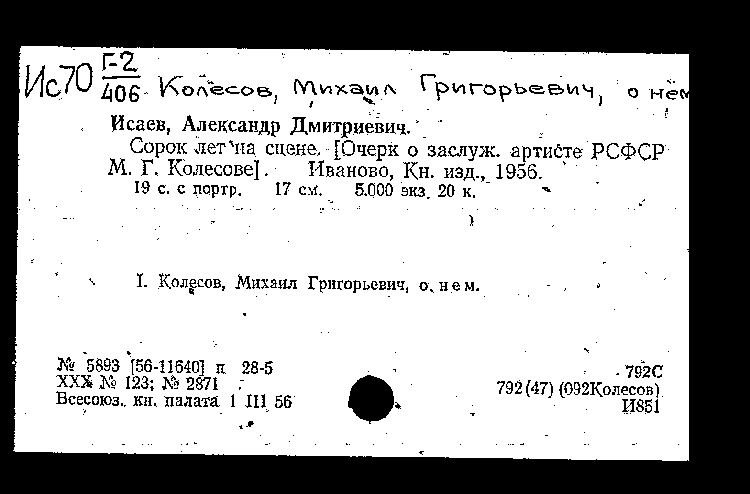 Ис70 Г-2
406 Колесов, Михаил Григорьевич, о нём
Исаев, Александр Дмитриевич.
Сорок лет на сцене. [Очерк о заслуж. артисте РСФСР
М. Г. Колесове]. Иваново, Кн. изд., 1956.
19 с. с портр. 17 см. 5.000 экз. 20 к.
I. Колесов, Михаил Григорьевич, о нем.
№ 5893 [56-11640] п 28-5
XXX № 123; № 2871
Всесоюз. кн. палата 1 III 56
792С
792(47) (092Колесов)
И851